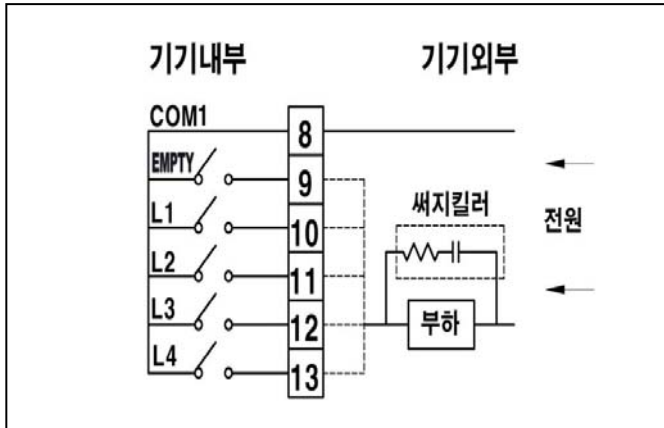 기기내부 기기외부
COM1 8
EMPTY 9
L1 10
L2 11
L3 12
L4 13
써지킬러
전원
부하